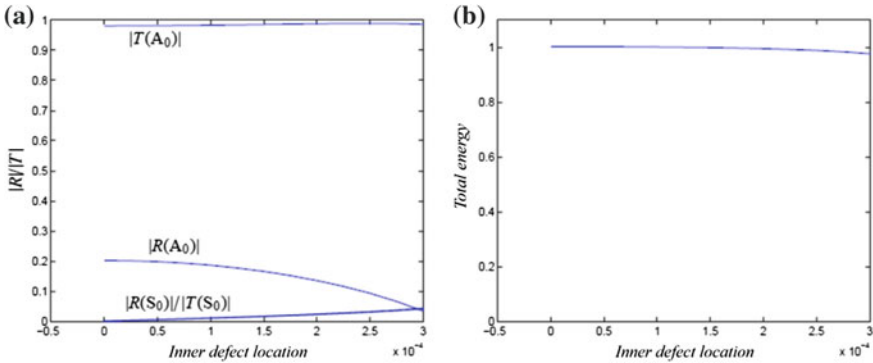 (a)
|T(A₀)|
|R(A₀)|
|R(S₀)|/|T(S₀)|
|R|/|T|
1
0.9
0.8
0.7
0.6
0.5
0.4
0.3
0.2
0.1
0
-0.5 0 0.5 1 1.5 2 2.5 3
× 10⁻⁴
Inner defect location
(b)
Total energy
1
0.8
0.6
0.4
0.2
0
-0.5 0 0.5 1 1.5 2 2.5 3
× 10⁻⁴
Inner defect location